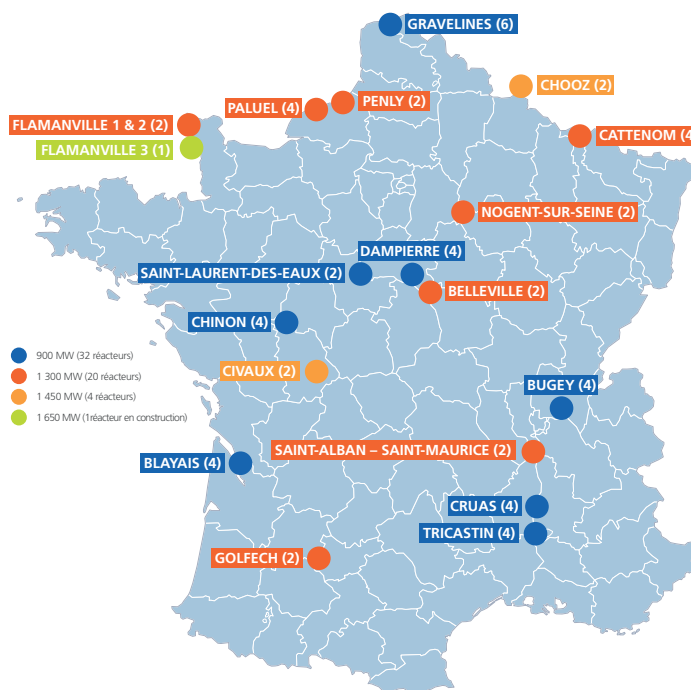 GRAVELINES (6)
CHOOZ (2)
PENLY (2)
PALUEL (4)
FLAMANVILLE 1 & 2 (2)
CATTENOM (4
FLAMANVILLE 3 (1)
NOGENT-SUR-SEINE (2)
DAMPIERRE (4)
SAINT-LAURENT-DES-EAUX (2)
BELLEVILLE (2)
CHINON (4)
900 MW (32 réacteurs)
1 300 MW (20 réacteurs)
1 450 MW (4 réacteurs)
1 650 MW (1réacteur en construction)
CIVAUX (2)
BUGEY (4)
SAINT-ALBAN – SAINT-MAURICE (2)
BLAYAIS (4)
CRUAS (4)
TRICASTIN (4)
GOLFECH (2)